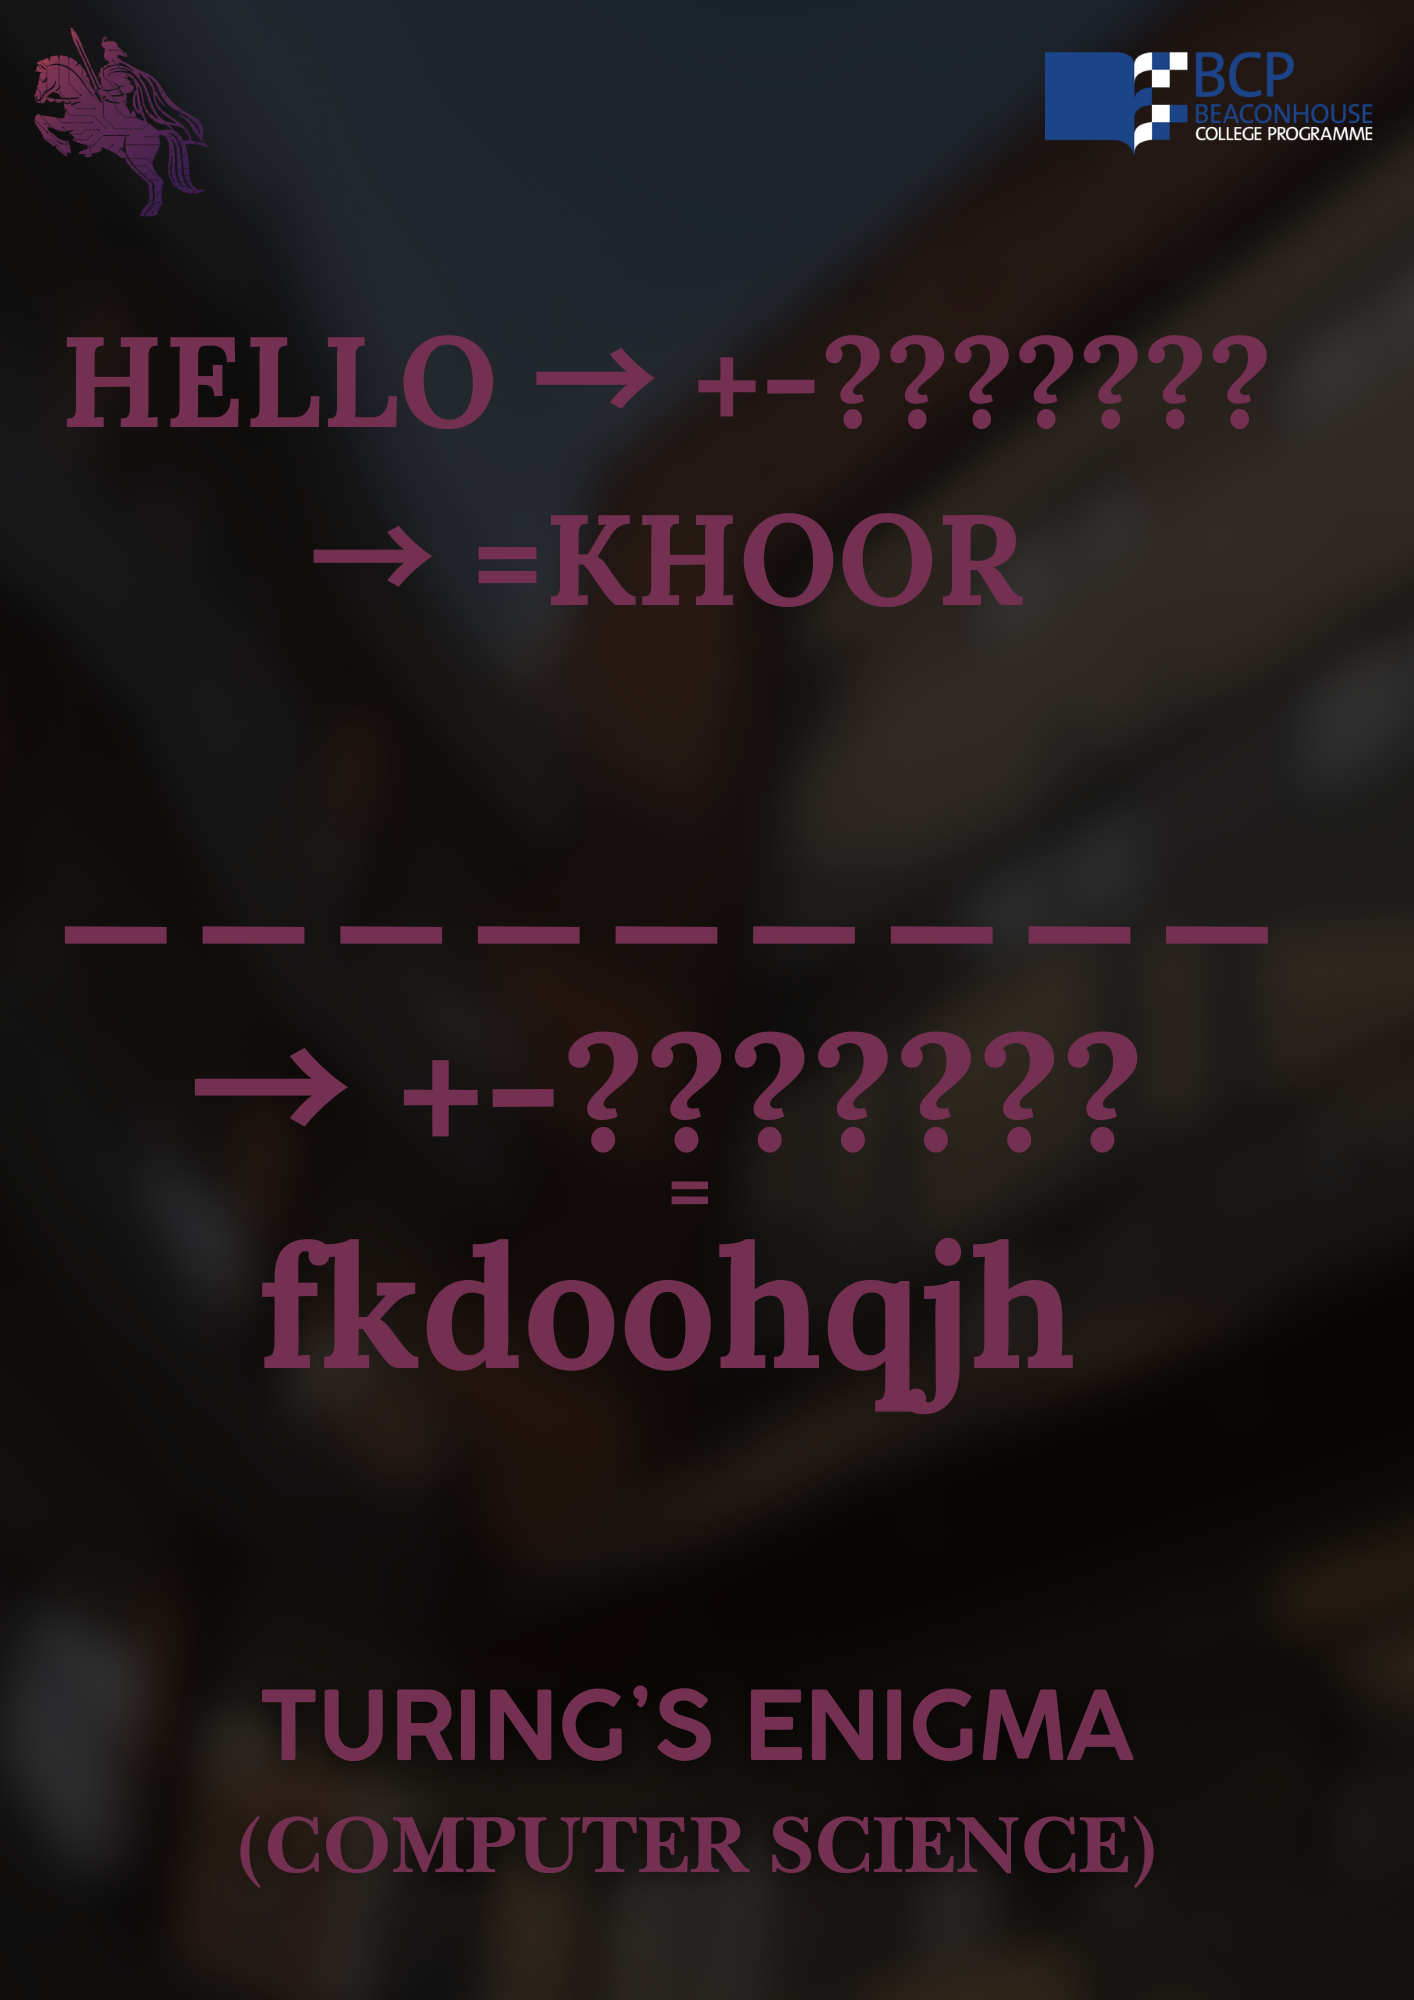 BCP
BEACONHOUSE
COLLEGE PROGRAMME
HELLO → +-???????
→ =KHOOR
_ _ _ _ _ _ _ _ _
→ +-???????
=
fkdoohqjh
TURING’S ENIGMA
(COMPUTER SCIENCE)